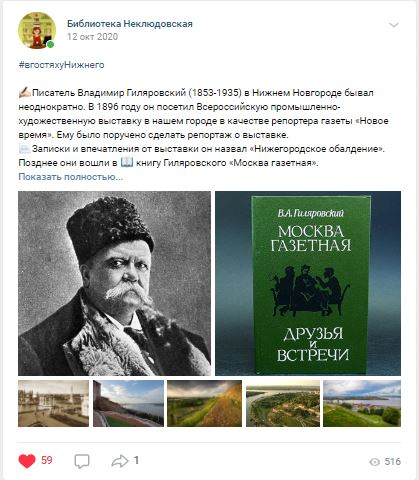 Библиотека Неклюдовская
12 окт 2020
#вгостяхуНижнего
✍Писатель Владимир Гиляровский (1853-1935) в Нижнем Новгороде бывал
неоднократно. В 1896 году он посетил Всероссийскую промышленно-
художественную выставку в нашем городе в качестве репортера газеты «Новое
время». Ему было поручено сделать репортаж о выставке.
Записки и впечатления от выставки он назвал «Нижегородское обалдение».
Позднее они вошли в 📖 книгу Гиляровского «Москва газетная».
Показать полностью...
В.А.Гиляровский
МОСКВА
ГАЗЕТНАЯ
ДРУЗЬЯ
И
ВСТРЕЧИ
59
1
516